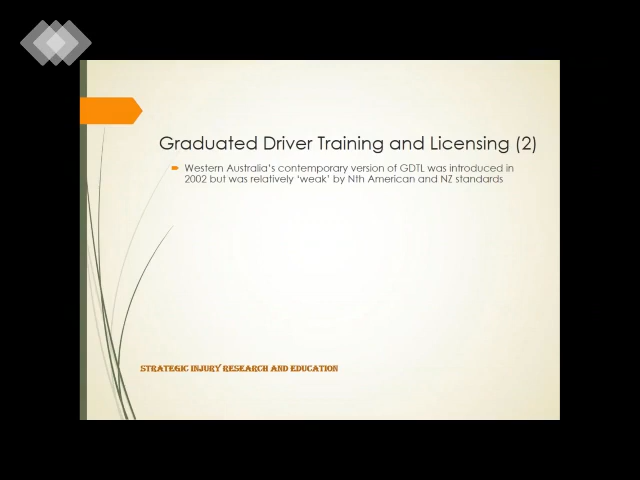 Graduated Driver Training and Licensing (2)
Western Australia's contemporary version of GDTL was introduced in
2002 but was relatively 'weak' by Nth American and NZ standards
STRATEGIC INJURY RESEARCH AND EDUCATION